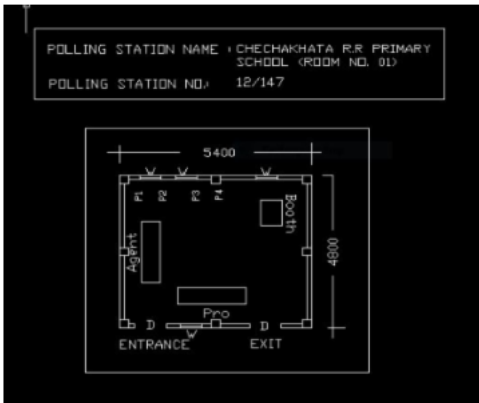 POLLING STATION NAME : CHECHAKHATA R.R PRIMARY
SCHOOL (ROOM NO. 01)
POLLING STATION NO.: 12/147
5400
W W W
P1 P2 P3 P4
Booth
Agent
4800
Pro
D W D
ENTRANCE EXIT